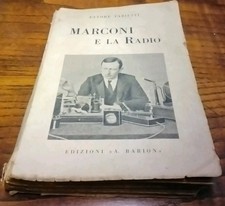 MARCONI
E LA RADIO
EDIZIONI «A. BARION»